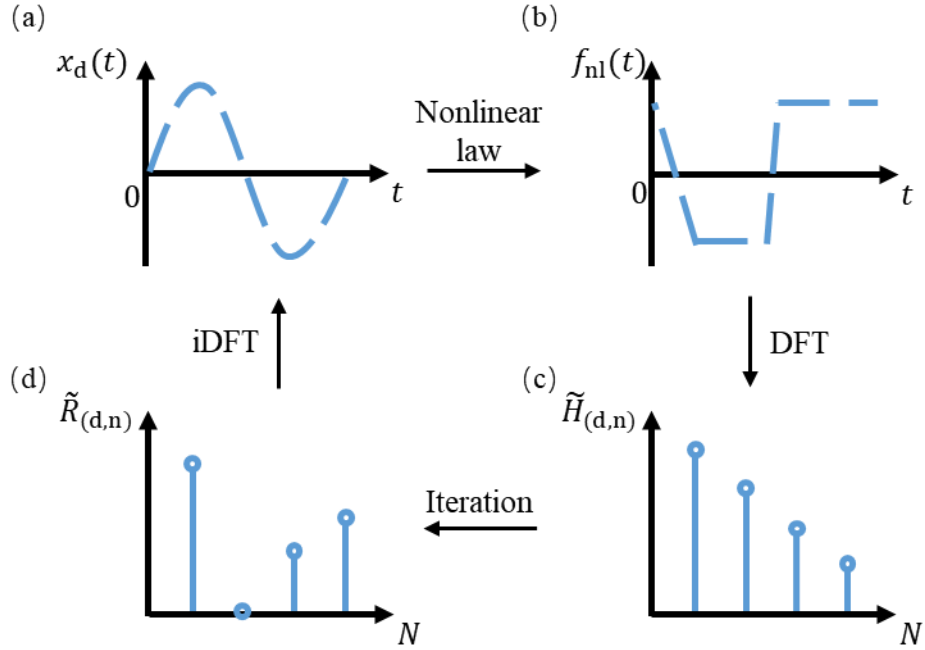 (a)
x_d(t)
0
t
Nonlinear
law
(b)
f_nl(t)
0
t
iDFT
DFT
(d)
R̃_(d,n)
N
Iteration
(c)
H̃_(d,n)
N